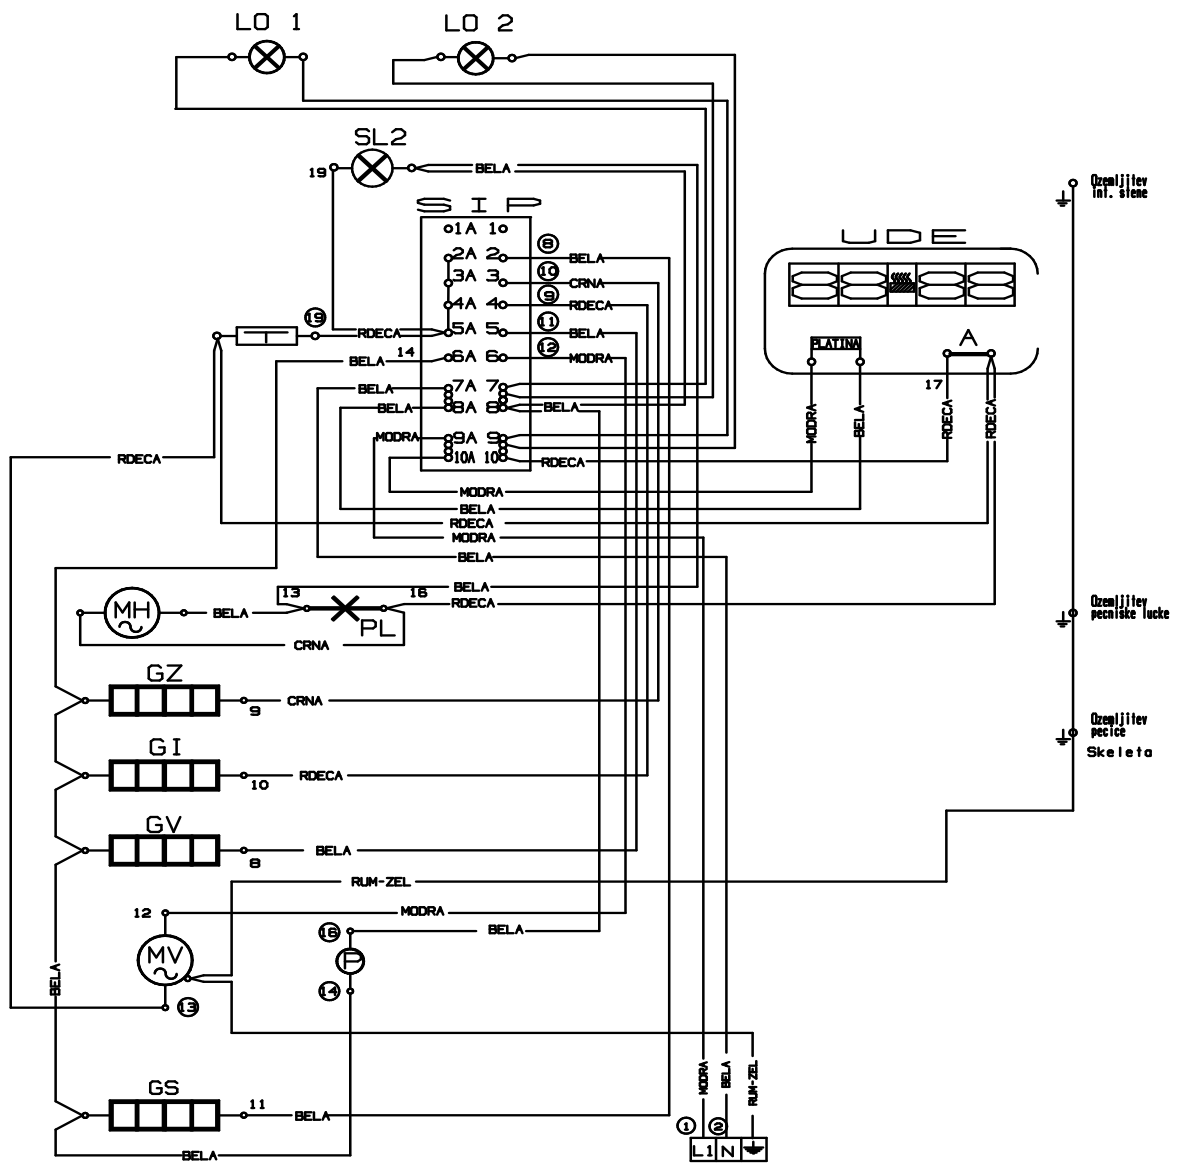 LO 1
LO 2
SL2
19
BELA
SIP
1A 1
2A 2
8
BELA
3A 3
10
CRNA
4A 4
9
RDECA
5A 5
11
BELA
6A 6
12
MODRA
7A 7
8A 8
BELA
9A 9
10A 10
RDECA
19
RDECA
BELA
14
BELA
BELA
MODRA
RDECA
T
UDE
PLATINA
A
17
MODRA
BELA
RDECA
RDECA
Ozemljitev
int. stene
MODRA
BELA
RDECA
MODRA
BELA
13
BELA
16
RDECA
MH
BELA
PL
CRNA
Ozemljitev
pecniske lucke
GZ
CRNA
9
GI
RDECA
10
GV
BELA
8
Ozemljitev
pecice
Skeleta
RUM-ZEL
12
MODRA
16
BELA
MV
P
BELA
14
13
GS
11
BELA
BELA
MODRA
BELA
RUM-ZEL
1
2
L1
N